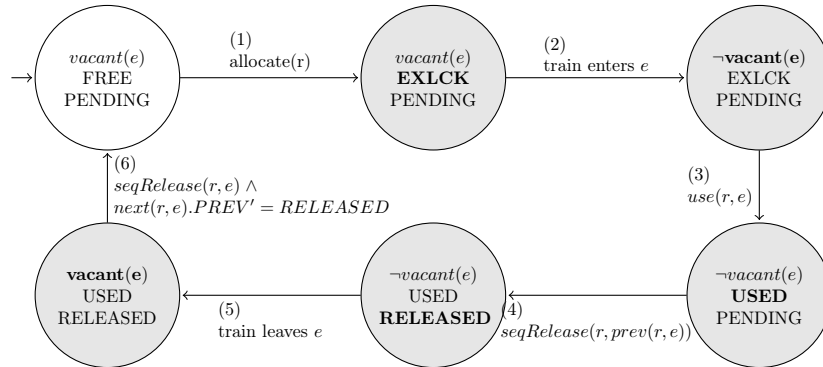 vacant(e)
FREE
PENDING
(1)
allocate(r)
vacant(e)
EXLCK
PENDING
(2)
train enters e
¬vacant(e)
EXLCK
PENDING
(3)
use(r, e)
¬vacant(e)
USED
PENDING
(4)
seqRelease(r, prev(r, e))
¬vacant(e)
USED
RELEASED
(5)
train leaves e
vacant(e)
USED
RELEASED
(6)
seqRelease(r, e) ∧
next(r, e).PREV′ = RELEASED